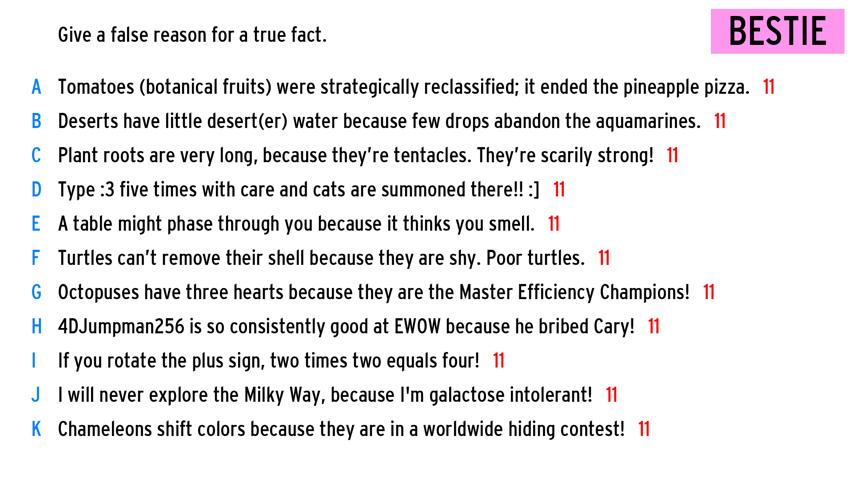 Give a false reason for a true fact.
BESTIE
A Tomatoes (botanical fruits) were strategically reclassified; it ended the pineapple pizza. 11
B Deserts have little desert(er) water because few drops abandon the aquamarines. 11
C Plant roots are very long, because they're tentacles. They're scarily strong! 11
D Type :3 five times with care and cats are summoned there!! :] 11
E A table might phase through you because it thinks you smell. 11
F Turtles can't remove their shell because they are shy. Poor turtles. 11
G Octopuses have three hearts because they are the Master Efficiency Champions! 11
H 4DJumpman256 is so consistently good at EWOW because he bribed Cary! 11
I If you rotate the plus sign, two times two equals four! 11
J I will never explore the Milky Way, because I'm galactose intolerant! 11
K Chameleons shift colors because they are in a worldwide hiding contest! 11